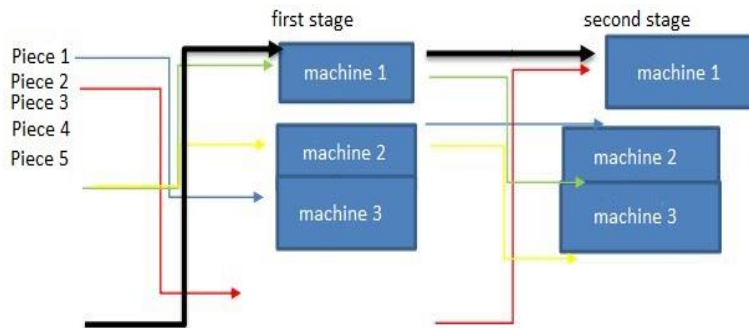 first stage
second stage
Piece 1
Piece 2
Piece 3
Piece 4
Piece 5
machine 1
machine 2
machine 3
machine 1
machine 2
machine 3